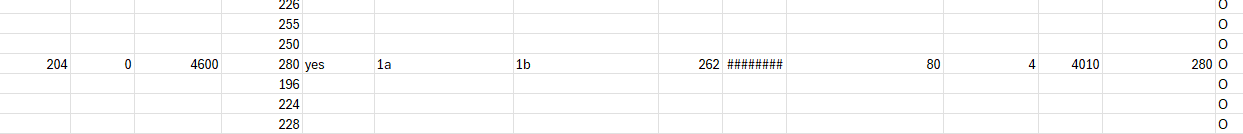 226 O
255 O
250 O
204 0 4600 280 yes 1a 1b 262 ######## 80 4 4010 280 O
196 O
224 O
228 O